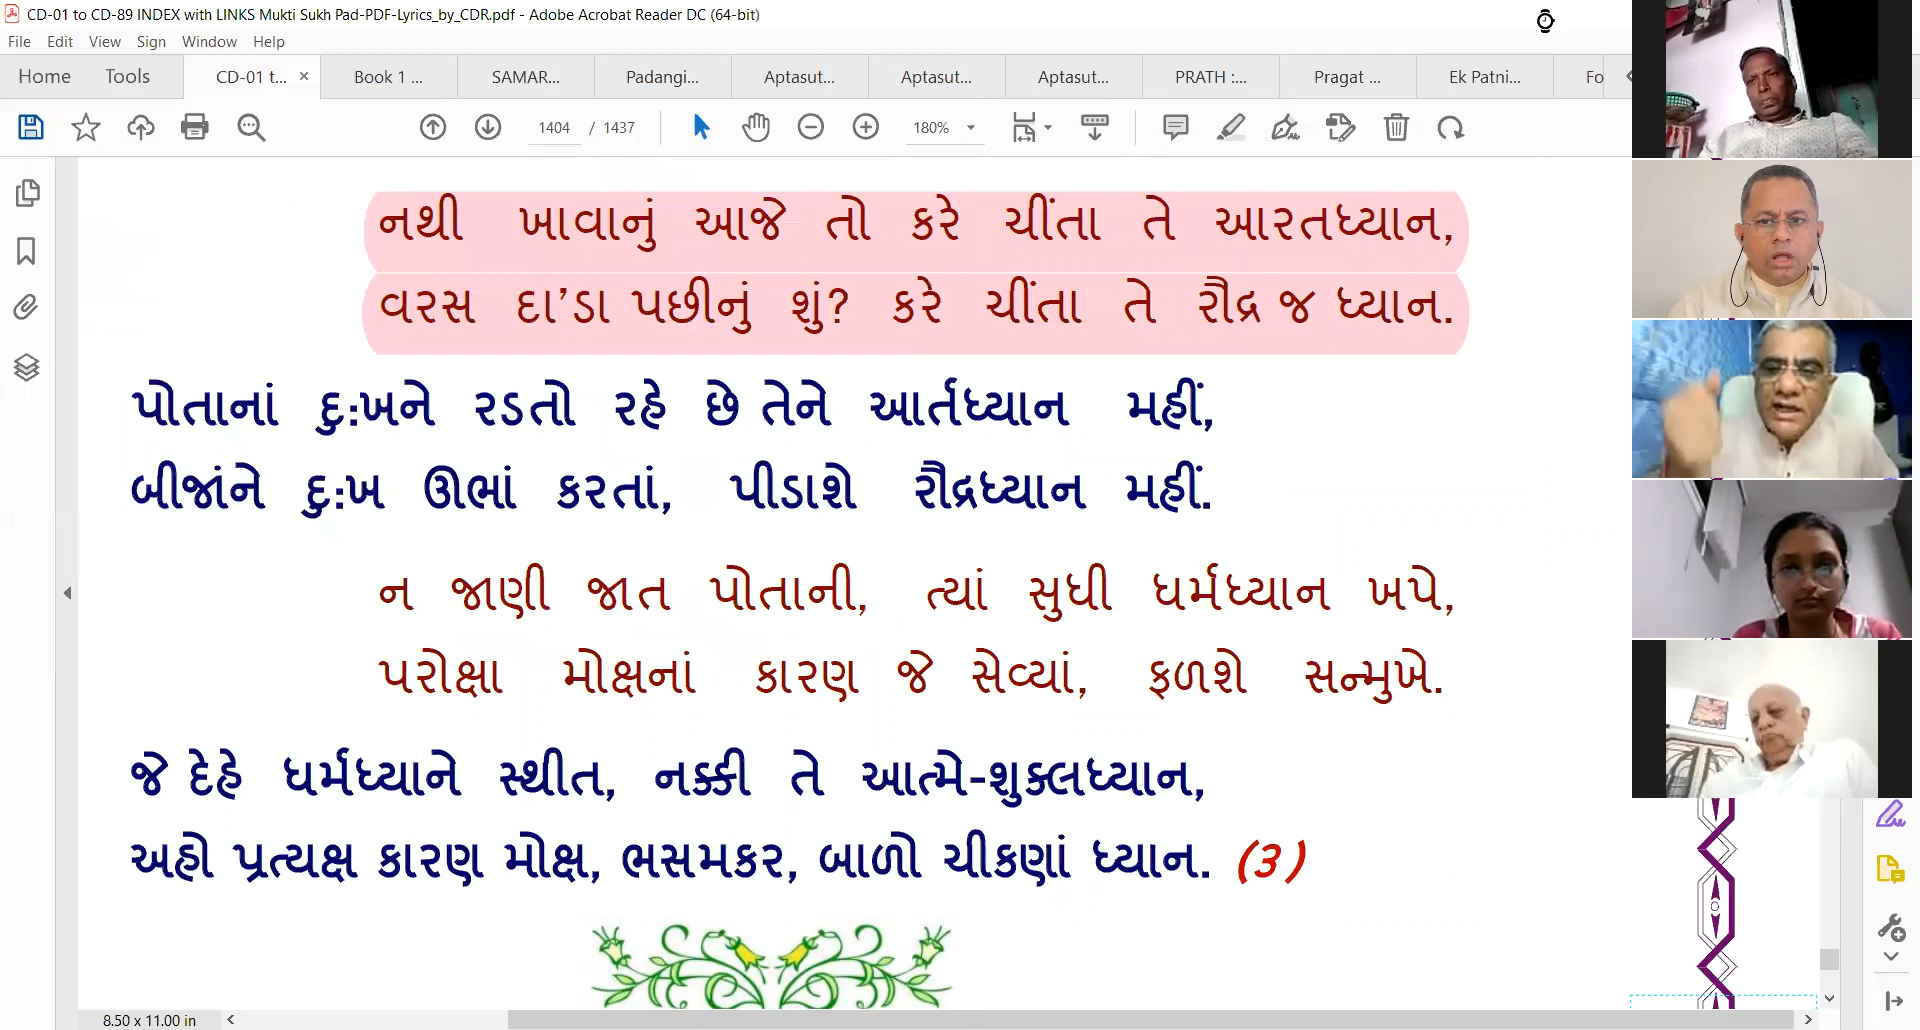 CD-01 to CD-89 INDEX with LINKS Mukti Sukh Pad-PDF-Lyrics_by_CDR.pdf - Adobe Acrobat Reader DC (64-bit)
File Edit View Sign Window Help
Home Tools CD-01 t... × Book 1 ... SAMAR... Padangi... Aptasut... Aptasut... Aptasut... PRATH :... Pragat ... Ek Patni... Fo
1404 / 1437 180%
નથી ખાવાનું આજે તો કરે ચીંતા તે આરતધ્યાન,
વરસ દા'ડા પછીનું શું? કરે ચીંતા તે રૌદ્ર જ ધ્યાન.
પોતાનાં દુ:ખને રડતો રહે છે તેને આર્તધ્યાન મહીં,
બીજાંને દુ:ખ ઊભાં કરતાં, પીડાશે રૌદ્રધ્યાન મહીં.
ન જાણી જાત પોતાની, ત્યાં સુધી ધર્મધ્યાન ખપે,
પરોક્ષા મોક્ષનાં કારણ જે સેવ્યાં, ફળશે સન્મુખે.
જે દેહે ધર્મધ્યાને સ્થીત, નક્કી તે આત્મે-શુક્લધ્યાન,
અહો પ્રત્યક્ષ કારણ મોક્ષ, ભસમકર, બાળો ચીકણાં ધ્યાન. (3)
8.50 x 11.00 in